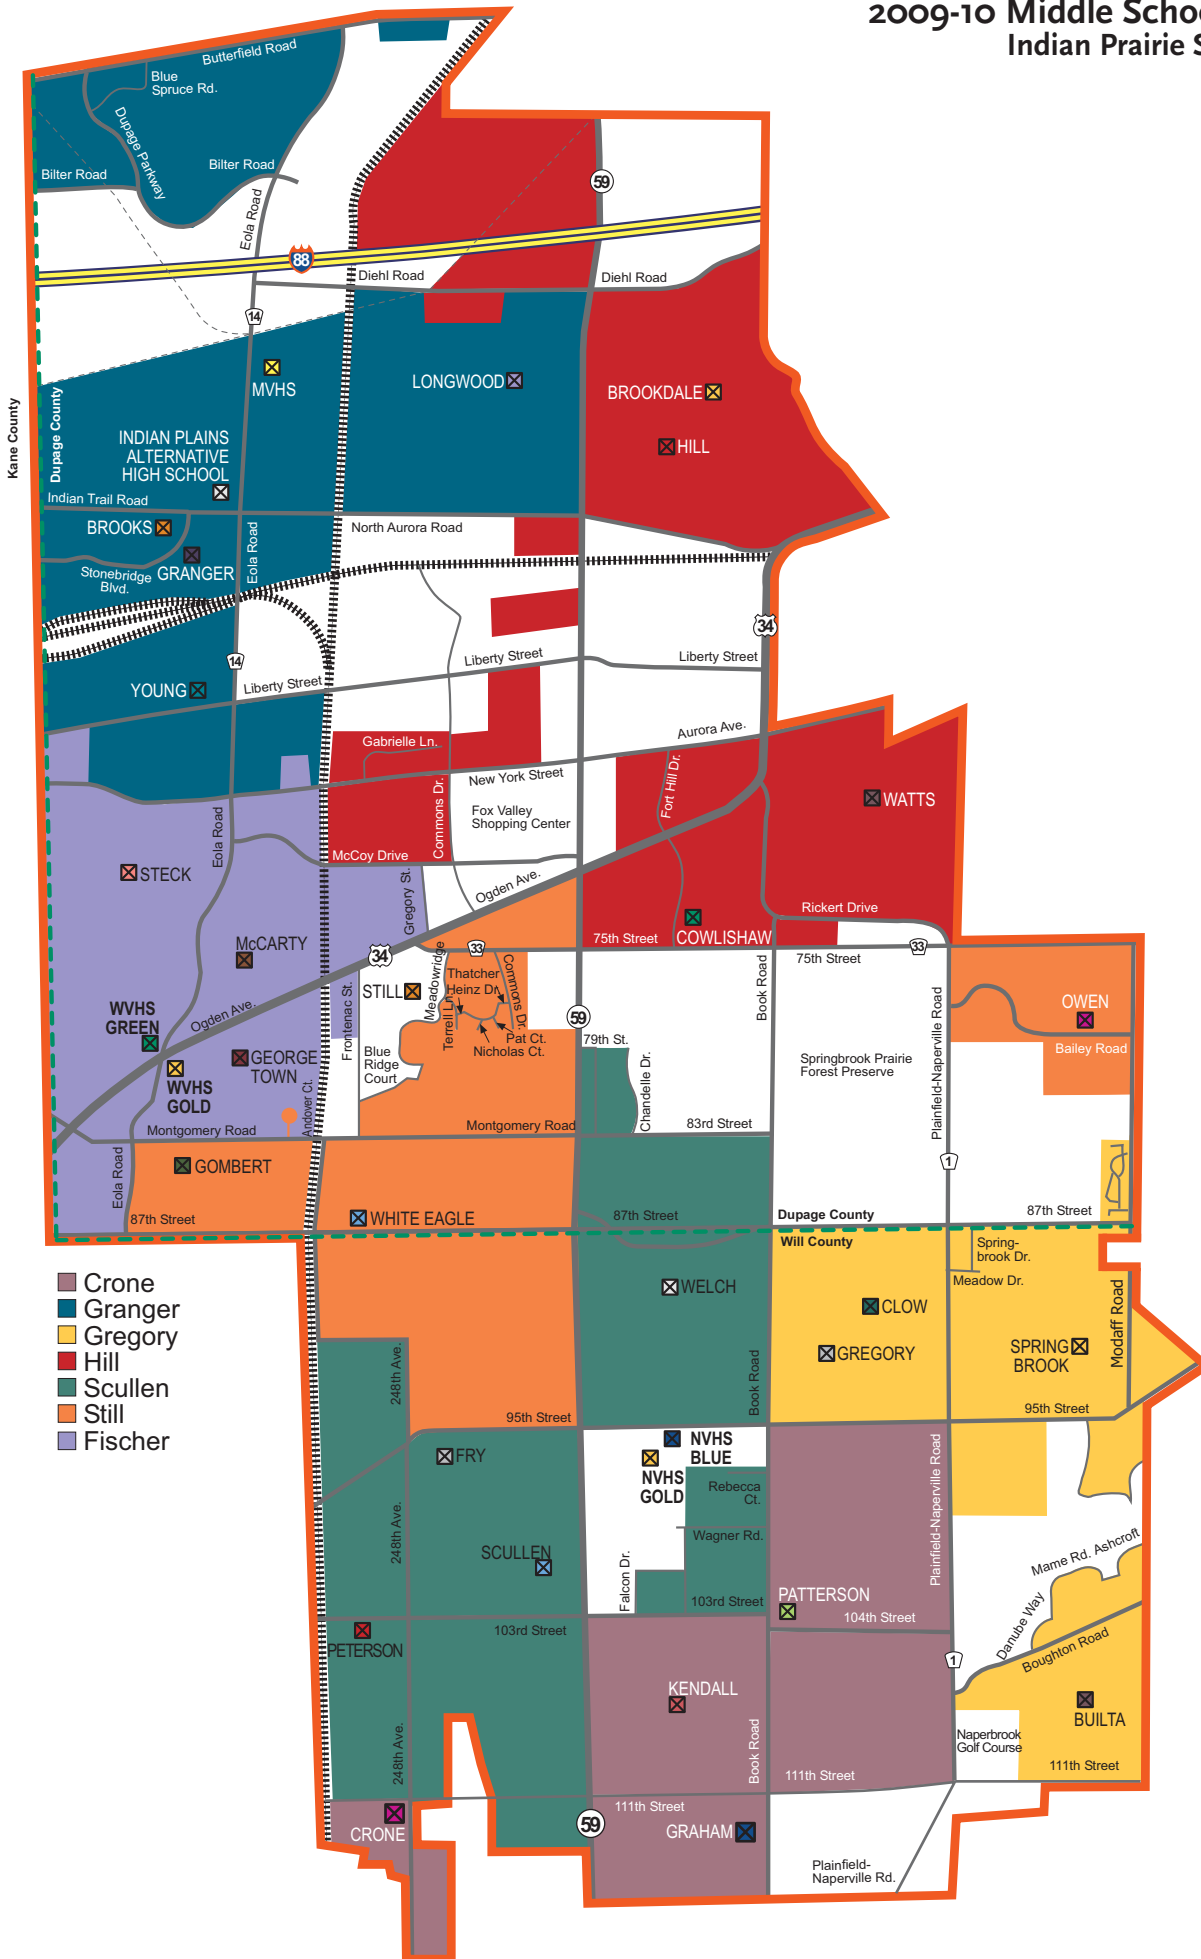 2009-10 Middle Schoo
Indian Prairie S
Butterfield Road
Blue
Spruce Rd.
Dupage Parkway
Bilter Road
Bilter Road
Eola Road
59
88
Diehl Road
Diehl Road
14
MVHS
LONGWOOD
BROOKDALE
HILL
Kane County
Dupage County
INDIAN PLAINS
ALTERNATIVE
HIGH SCHOOL
Indian Trail Road
BROOKS
North Aurora Road
Eola Road
Stonebridge
Blvd.
GRANGER
34
14
Liberty Street
Liberty Street
YOUNG
Liberty Street
Aurora Ave.
Gabrielle Ln.
New York Street
Commons Dr.
Fort Hill Dr.
Fox Valley
Shopping Center
WATTS
Eola Road
McCoy Drive
STECK
Gregory St.
Ogden Ave.
Rickert Drive
McCARTY
34
33
75th Street
COWLISHAW
33
75th Street
Meadowridge
Thatcher
Heinz Dr.
Commons Dr.
STILL
Terrell Ln.
Book Road
Plainfield-Naperville Road
OWEN
WVHS
GREEN
Ogden Ave.
Frontenac St.
59
Pat Ct.
Nicholas Ct.
79th St.
Bailey Road
Blue
Ridge
Court
GEORGE
TOWN
WVHS
GOLD
Andover Ct.
Chandelle Dr.
Springbrook Prairie
Forest Preserve
Montgomery Road
Montgomery Road
83rd Street
1
Eola Road
GOMBERT
87th Street
WHITE EAGLE
87th Street
Dupage County
87th Street
Will County
Spring-
brook Dr.
Meadow Dr.
Crone
Granger
Gregory
Hill
Scullen
Still
Fischer
WELCH
CLOW
GREGORY
SPRING
BROOK
Modaff Road
248th Ave.
Book Road
95th Street
95th Street
FRY
NVHS
BLUE
NVHS
GOLD
Rebecca
Ct.
Plainfield-Naperville Road
248th Ave.
Wagner Rd.
SCULLEN
Mame Rd. Ashcroft
Falcon Dr.
103rd Street
PATTERSON
104th Street
103rd Street
PETERSON
Danube Way
Boughton Road
1
KENDALL
BUILTA
248th Ave.
Book Road
Naperbrook
Golf Course
111th Street
111th Street
111th Street
59
CRONE
GRAHAM
Plainfield-
Naperville Rd.